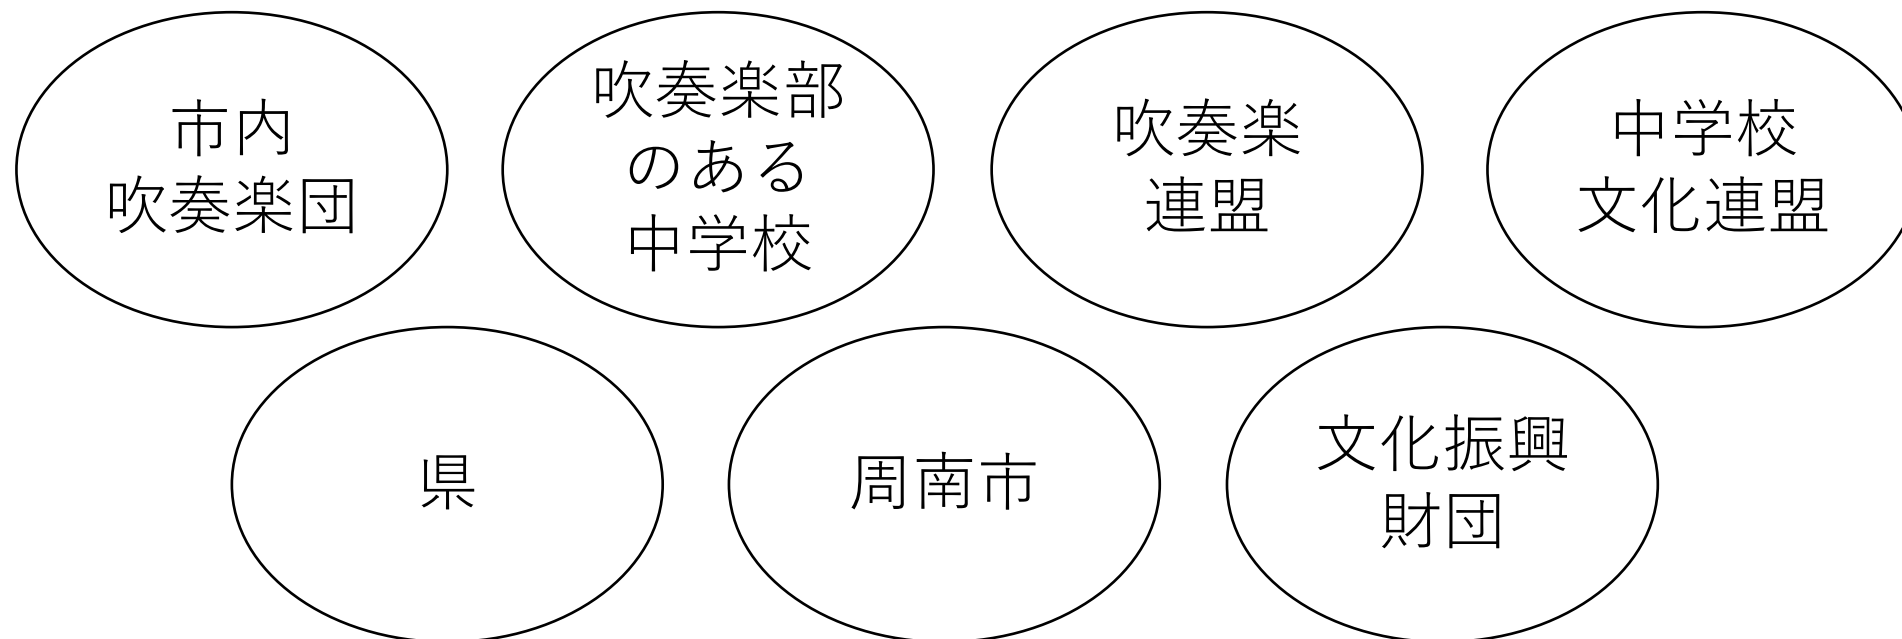 市内
吹奏楽団
吹奏楽部
のある
中学校
吹奏楽
連盟
中学校
文化連盟
県
周南市
文化振興
財団